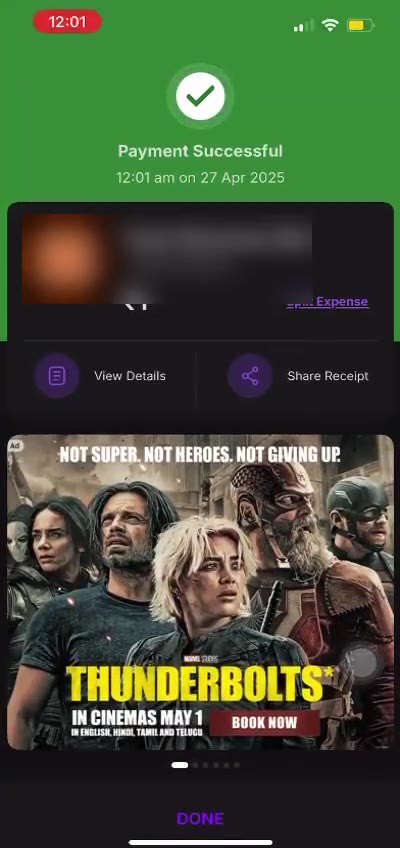 12:01
Payment Successful
12:01 am on 27 Apr 2025
Split Expense
View Details
Share Receipt
Ad
NOT SUPER. NOT HEROES. NOT GIVING UP.
MARVEL STUDIOS
THUNDERBOLTS*
IN CINEMAS MAY 1
IN ENGLISH, HINDI, TAMIL AND TELUGU
BOOK NOW
DONE